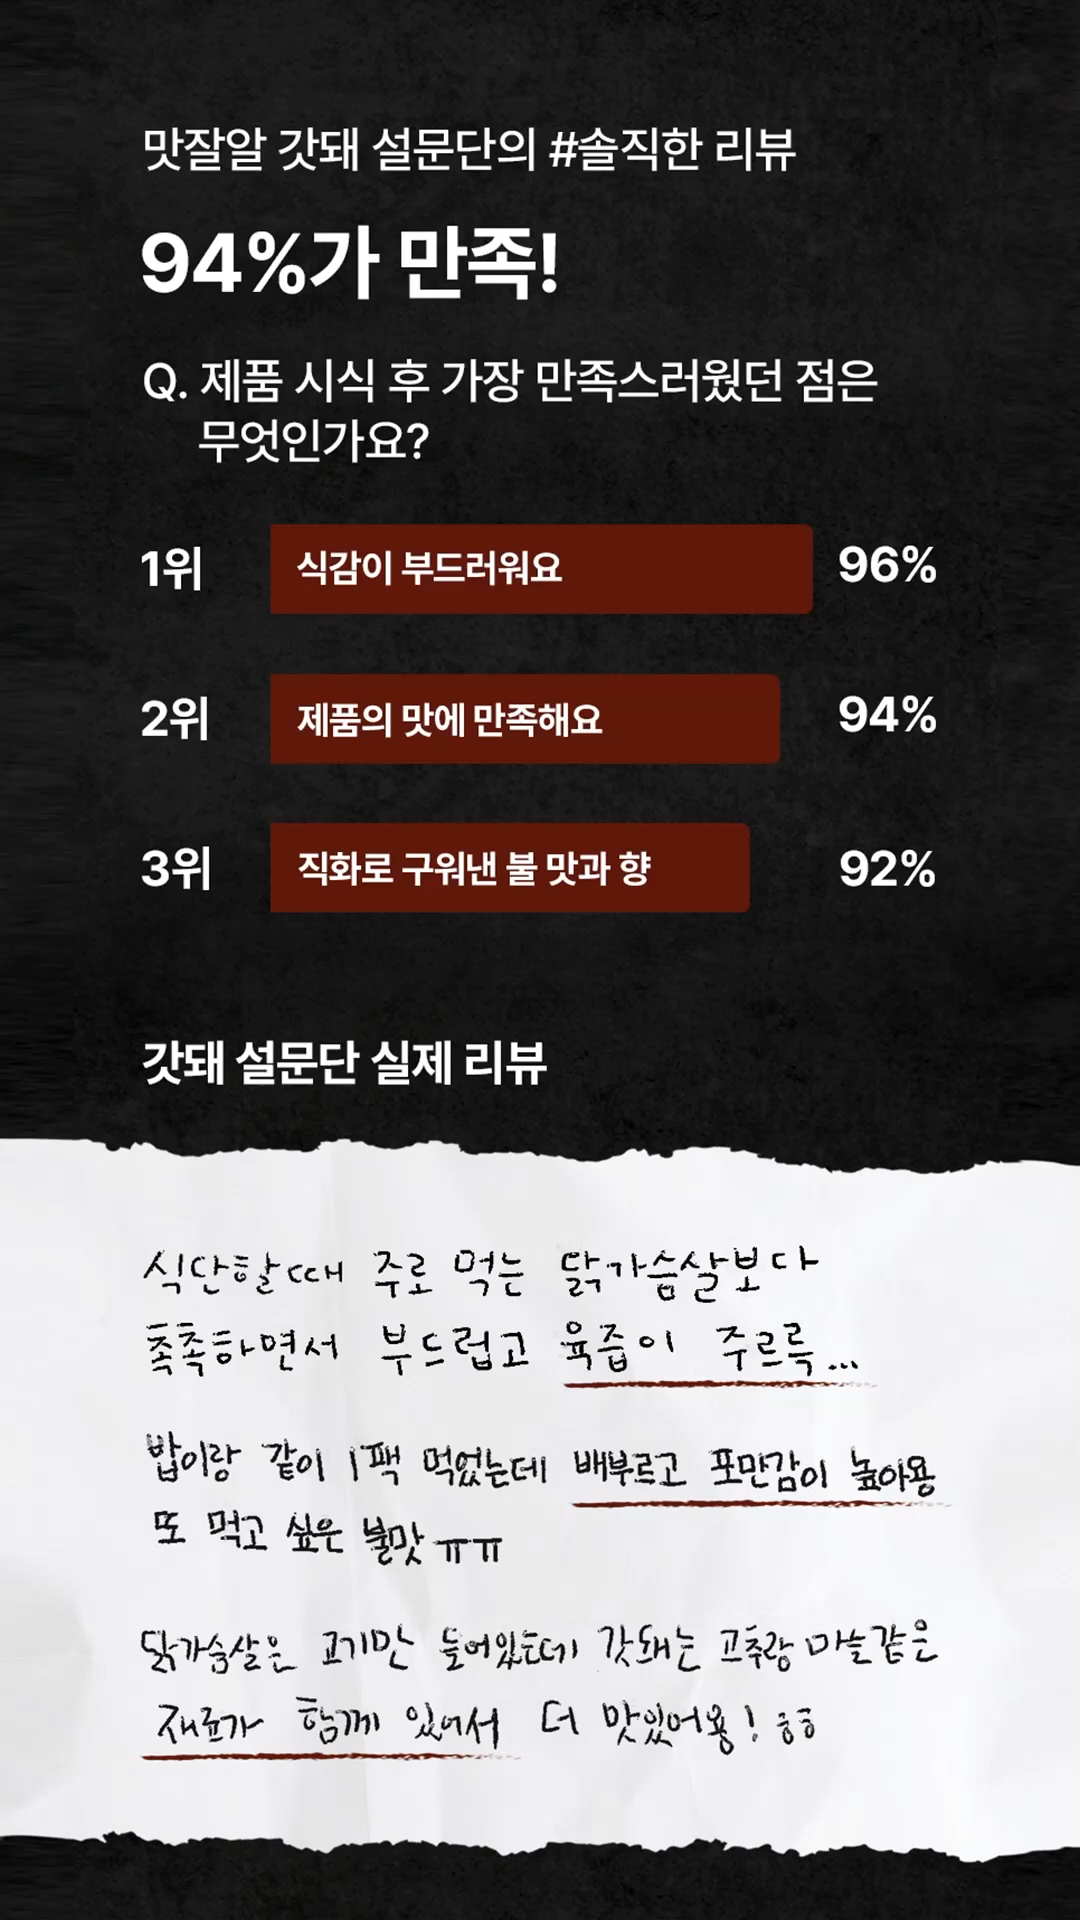 맛잘알 갓돼 설문단의 #솔직한 리뷰
94%가 만족!
Q. 제품 시식 후 가장 만족스러웠던 점은
무엇인가요?
1위 식감이 부드러워요 96%
2위 제품의 맛에 만족해요 94%
3위 직화로 구워낸 불 맛과 향 92%
갓돼 설문단 실제 리뷰
식단할때 주로 먹는 닭가슴살보다
촉촉하면서 부드럽고 육즙이 주르륵...
밥이랑 같이 1팩 먹었는데 배부르고 포만감이 높아용
또 먹고 싶은 불맛ㅠㅠ
닭가슴살은 고기만 들어있는데 갓돼는 고추랑 마늘같은
재료가 함께 있어서 더 맛있어용! ㅎㅎ